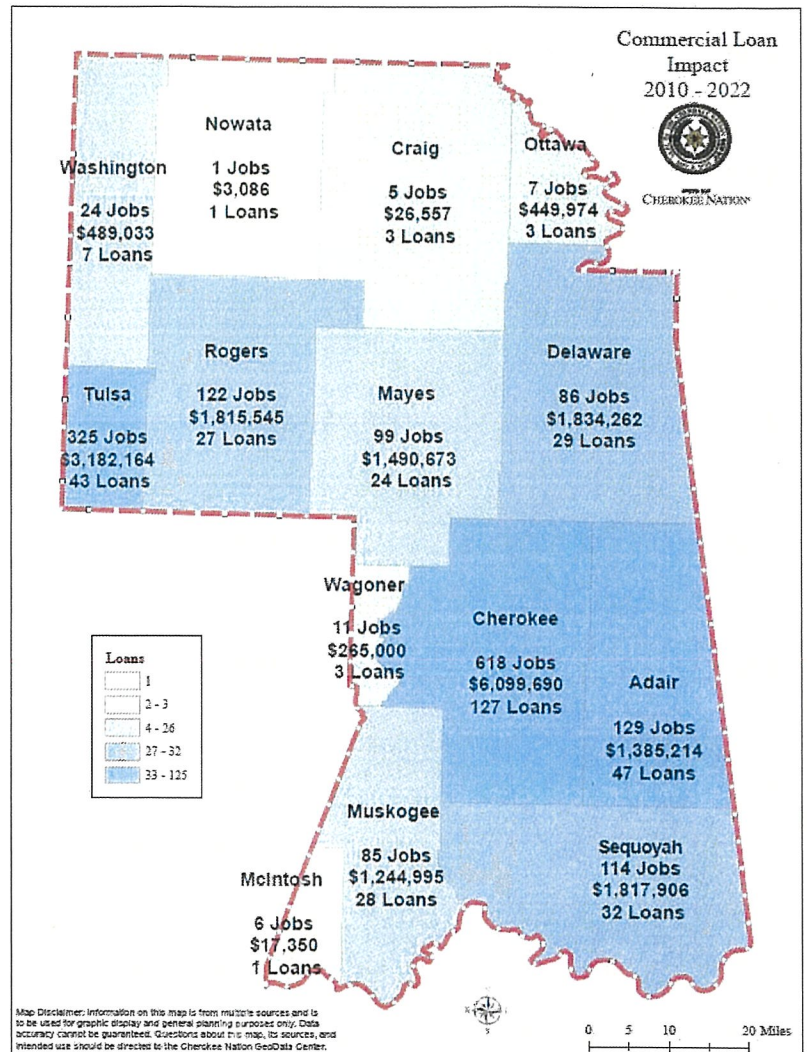 Commercial Loan
Impact
2010 - 2022
CHEROKEE NATION®
Nowata
1 Jobs
$3,086
1 Loans
Craig
5 Jobs
$26,557
3 Loans
Ottawa
7 Jobs
$449,974
3 Loans
Washington
24 Jobs
$489,033
7 Loans
Rogers
122 Jobs
$1,815,545
27 Loans
Delaware
86 Jobs
$1,834,262
29 Loans
Tulsa
325 Jobs
$3,182,164
43 Loans
Mayes
99 Jobs
$1,490,673
24 Loans
Wagoner
11 Jobs
$265,000
3 Loans
Cherokee
618 Jobs
$6,099,690
127 Loans
Adair
129 Jobs
$1,385,214
47 Loans
Loans
1
2 - 3
4 - 26
27 - 32
33 - 125
Muskogee
85 Jobs
$1,244,995
28 Loans
Sequoyah
114 Jobs
$1,817,906
32 Loans
McIntosh
6 Jobs
$17,350
1 Loans
Map Disclaimer: Information on this map is from multiple sources and is
to be used for graphic display and general planning purposes only. Data
accuracy cannot be guaranteed. Questions about this map, its sources, and
intended use should be directed to the Cherokee Nation GeoData Center.
0 5 10 20 Miles